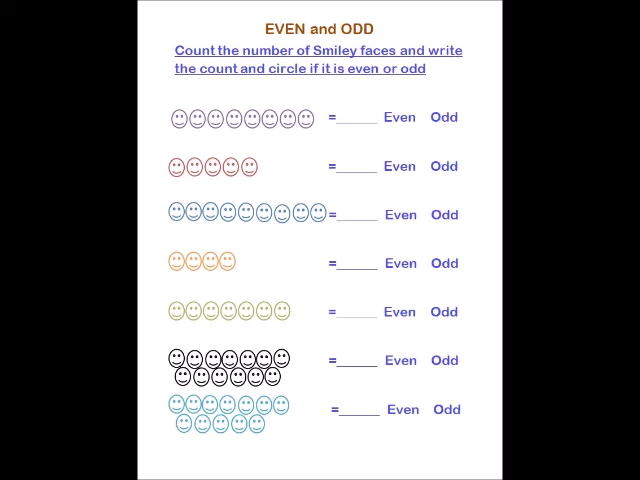 EVEN and ODD
Count the number of Smiley faces and write
the count and circle if it is even or odd
=______ Even Odd
=______ Even Odd
=______ Even Odd
=______ Even Odd
=______ Even Odd
=______ Even Odd
=______ Even Odd